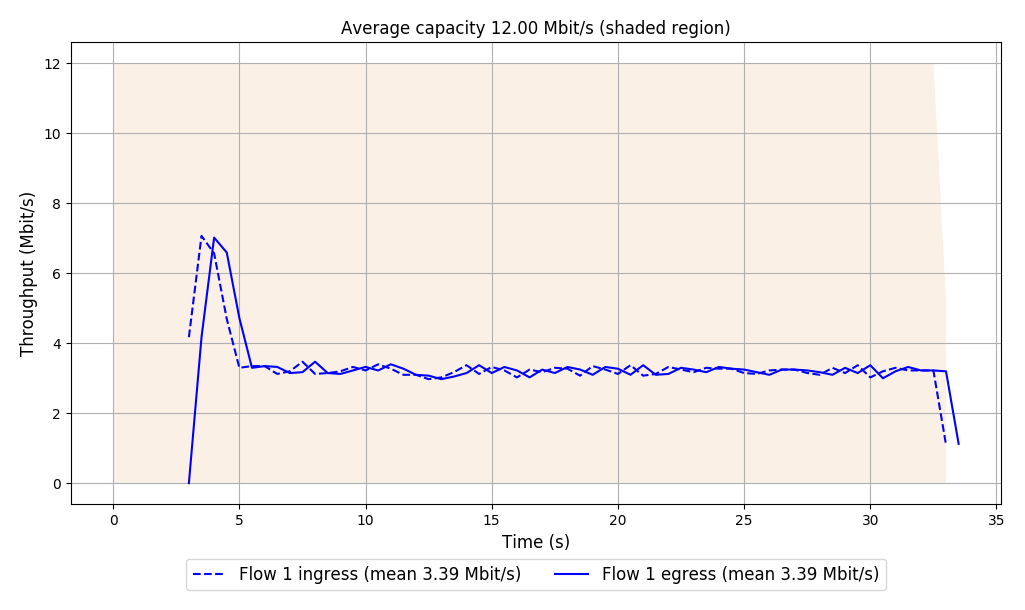 Average capacity 12.00 Mbit/s (shaded region)
Throughput (Mbit/s)
12
10
8
6
4
2
0
0 5 10 15 20 25 30 35
Time (s)
Flow 1 ingress (mean 3.39 Mbit/s) Flow 1 egress (mean 3.39 Mbit/s)